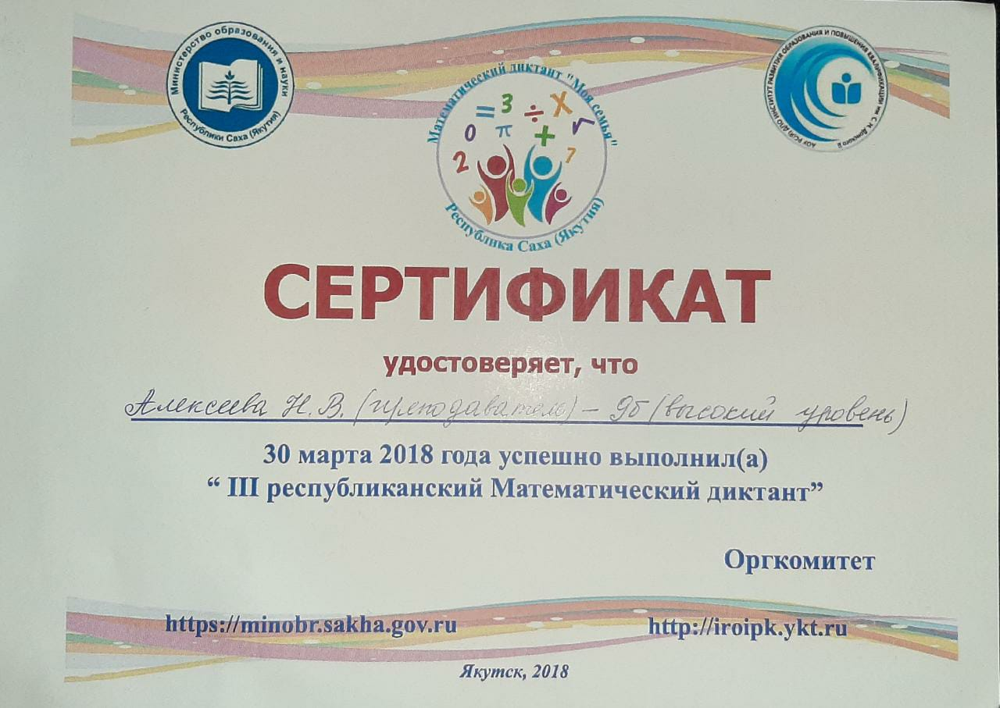 Министерство образования и науки
Республики Саха (Якутия)
Математический диктант "Моя семья"
= 3 ÷ X
0 π + √
2 7
Республика Саха (Якутия)
АОУ РС(Я) ДПО ИНСТИТУТ РАЗВИТИЯ ОБРАЗОВАНИЯ И ПОВЫШЕНИЯ КВАЛИФИКАЦИИ им. С. Н. Донского II
СЕРТИФИКАТ
удостоверяет, что
Алексеева Н.В. (преподаватель) – 9б (высокий уровень)
30 марта 2018 года успешно выполнил(а)
“ III республиканский Математический диктант”
Оргкомитет
https://minobr.sakha.gov.ru
http://iroipk.ykt.ru
Якутск, 2018